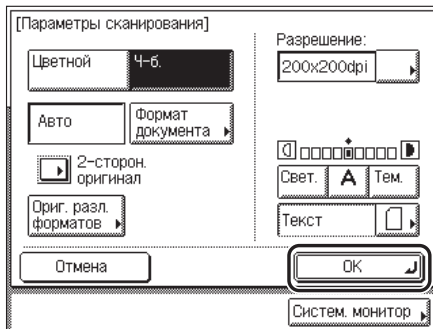 [Параметры сканирования]
Разрешение:
Цветной
Ч-б.
200x200dpi
Авто
Формат
документа
2-сторон.
оригинал
Свет.
A
Тем.
Ориг. разл.
форматов
Текст
Отмена
OK
Систем. монитор